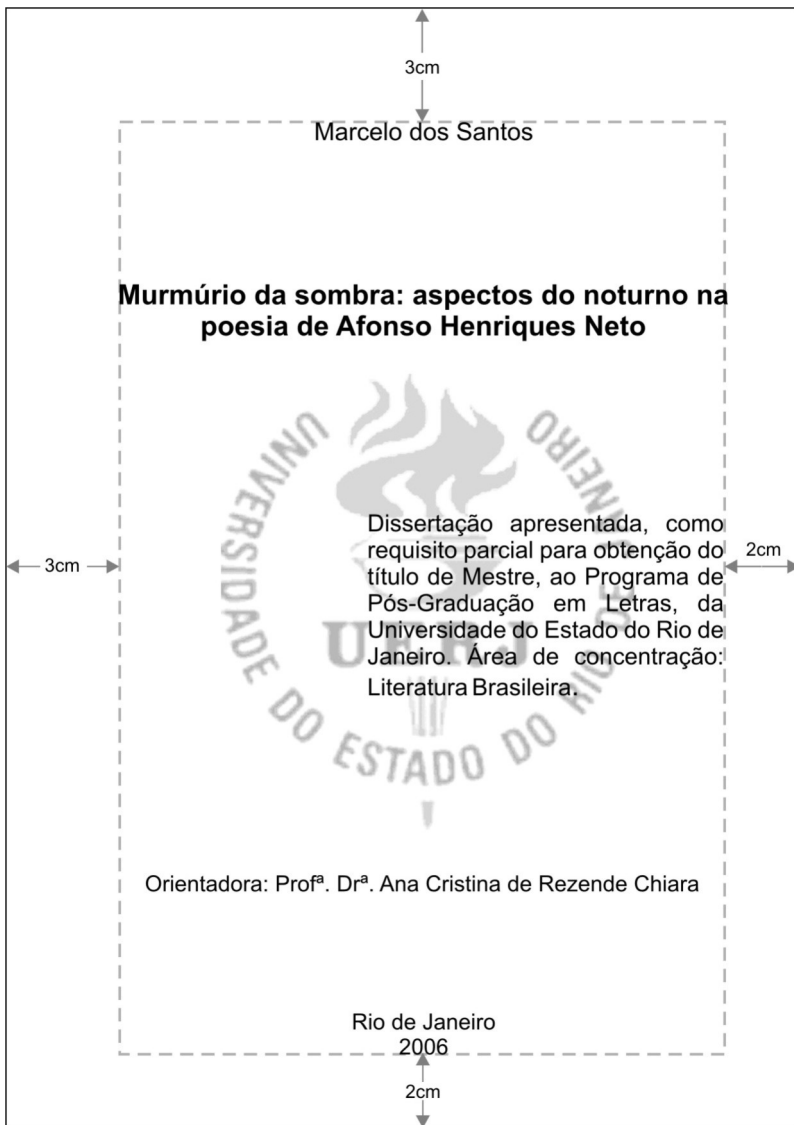 3cm
Marcelo dos Santos
Murmúrio da sombra: aspectos do noturno na
poesia de Afonso Henriques Neto
UNIVERSIDADE DO ESTADO DO RIO DE JANEIRO
UERJ
Dissertação apresentada, como
requisito parcial para obtenção do
título de Mestre, ao Programa de
Pós-Graduação em Letras, da
Universidade do Estado do Rio de
Janeiro. Área de concentração:
Literatura Brasileira.
3cm
2cm
Orientadora: Profª. Drª. Ana Cristina de Rezende Chiara
Rio de Janeiro
2006
2cm